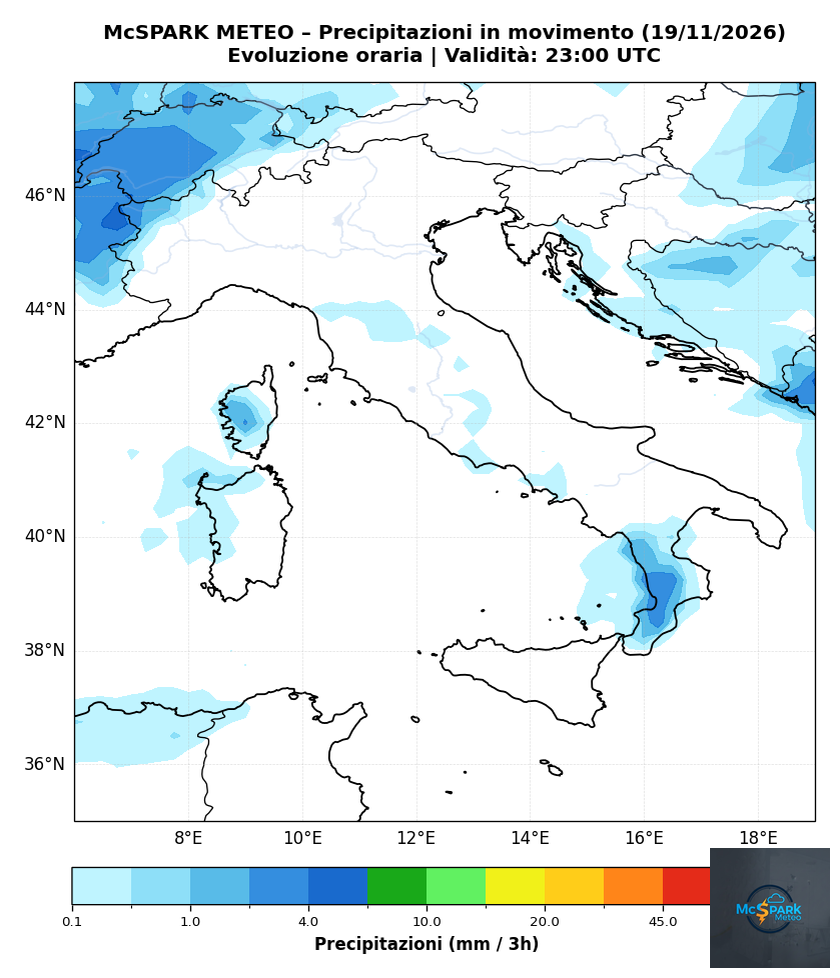 McSPARK METEO – Precipitazioni in movimento (19/11/2026)
Evoluzione oraria | Validità: 23:00 UTC
46°N
44°N
42°N
40°N
38°N
36°N
8°E 10°E 12°E 14°E 16°E 18°E
0.1 1.0 4.0 10.0 20.0 45.0
Precipitazioni (mm / 3h)
McSPARK
Meteo